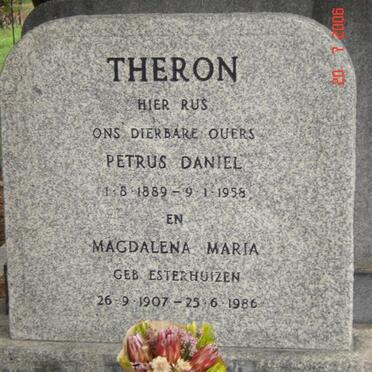 THERON
HIER RUS
ONS DIERBARE OUERS
PETRUS DANIEL
1·8·1889 – 9·1·1958
EN
MAGDALENA MARIA
GEB ESTERHUIZEN
26·9·1907 – 25·6·1986
20 7 2006